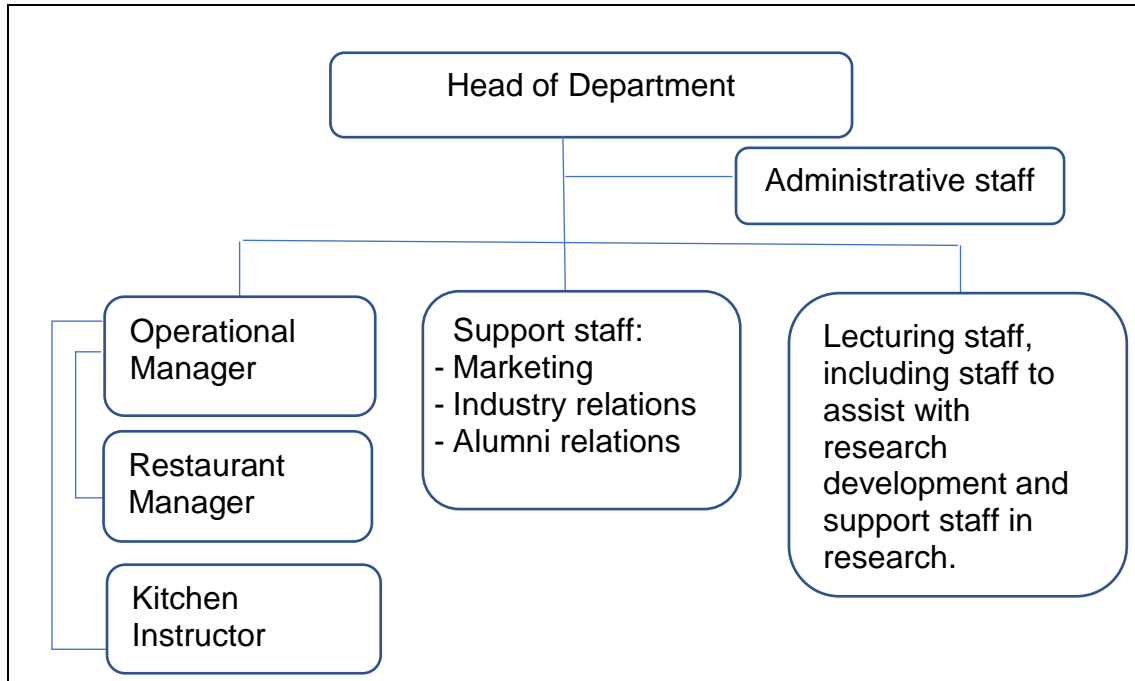 Head of Department
Administrative staff
Operational
Manager
Restaurant
Manager
Kitchen
Instructor
Support staff:
- Marketing
- Industry relations
- Alumni relations
Lecturing staff,
including staff to
assist with
research
development and
support staff in
research.